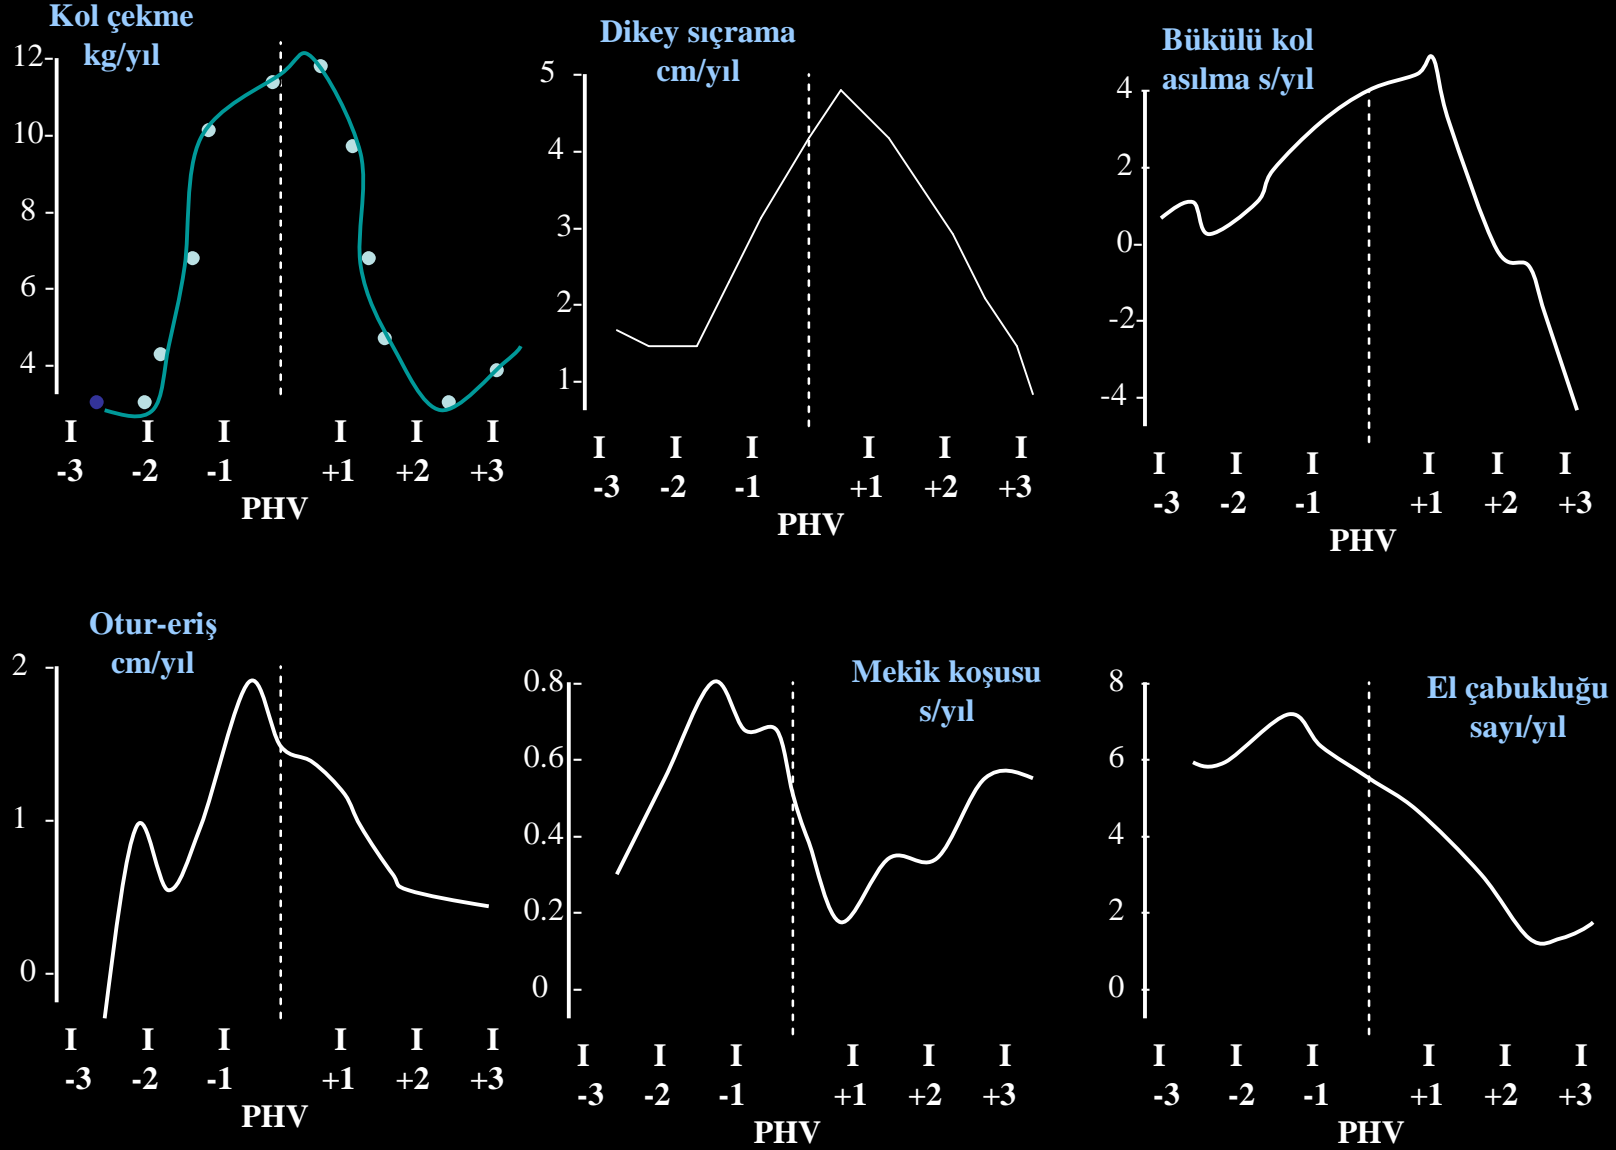 Kol çekme
kg/yıl
12-
10-
8 -
6 -
4 -
I I I I I I
-3 -2 -1 +1 +2 +3
PHV
Dikey sıçrama
cm/yıl
5 -
4 -
3-
2-
1-
I I I I I I
-3 -2 -1 +1 +2 +3
PHV
Bükülü kol
asılma s/yıl
4 -
2 -
0-
-2-
-4 -
I I I I I I
-3 -2 -1 +1 +2 +3
PHV
Otur-eriş
cm/yıl
2 -
1 -
0 -
I I I I I I
-3 -2 -1 +1 +2 +3
PHV
Mekik koşusu
s/yıl
0.8-
0.6-
0.4-
0.2-
0 -
I I I I I I
-3 -2 -1 +1 +2 +3
PHV
El çabukluğu
sayı/yıl
8 -
6 -
4 -
2 -
0 -
I I I I I I
-3 -2 -1 +1 +2 +3
PHV